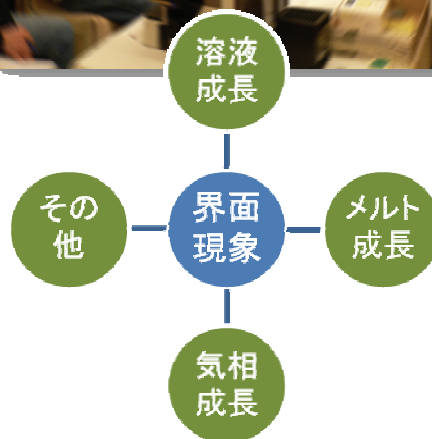 溶液
成長
その
他
界面
現象
メルト
成長
気相
成長